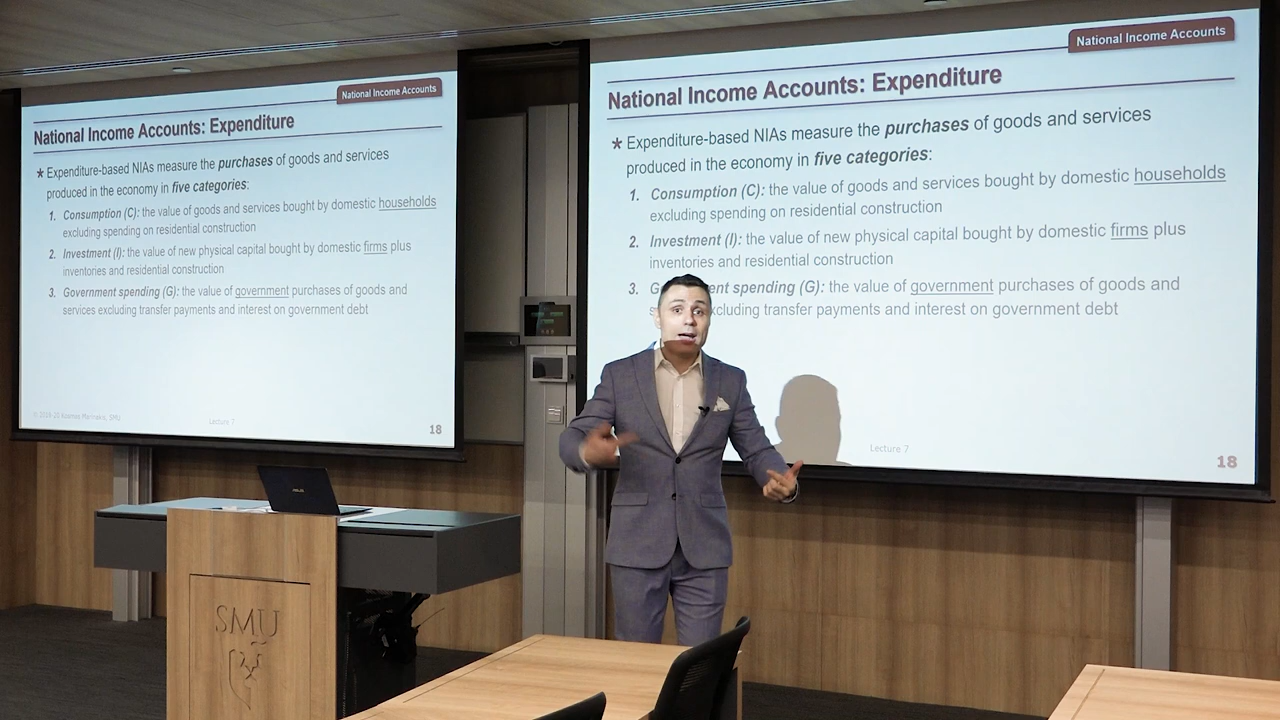 National Income Accounts
National Income Accounts: Expenditure
* Expenditure-based NIAs measure the purchases of goods and services
produced in the economy in five categories:
1. Consumption (C): the value of goods and services bought by domestic households
excluding spending on residential construction
2. Investment (I): the value of new physical capital bought by domestic firms plus
inventories and residential construction
3. Government spending (G): the value of government purchases of goods and
services excluding transfer payments and interest on government debt
Lecture 7
18
National Income Accounts
National Income Accounts: Expenditure
* Expenditure-based NIAs measure the purchases of goods and services
produced in the economy in five categories:
1. Consumption (C): the value of goods and services bought by domestic households
excluding spending on residential construction
2. Investment (I): the value of new physical capital bought by domestic firms plus
inventories and residential construction
3. spending (G): the value of government purchases of goods and
transfer payments and interest on government debt
Lecture 7
18
ASUS
SMU